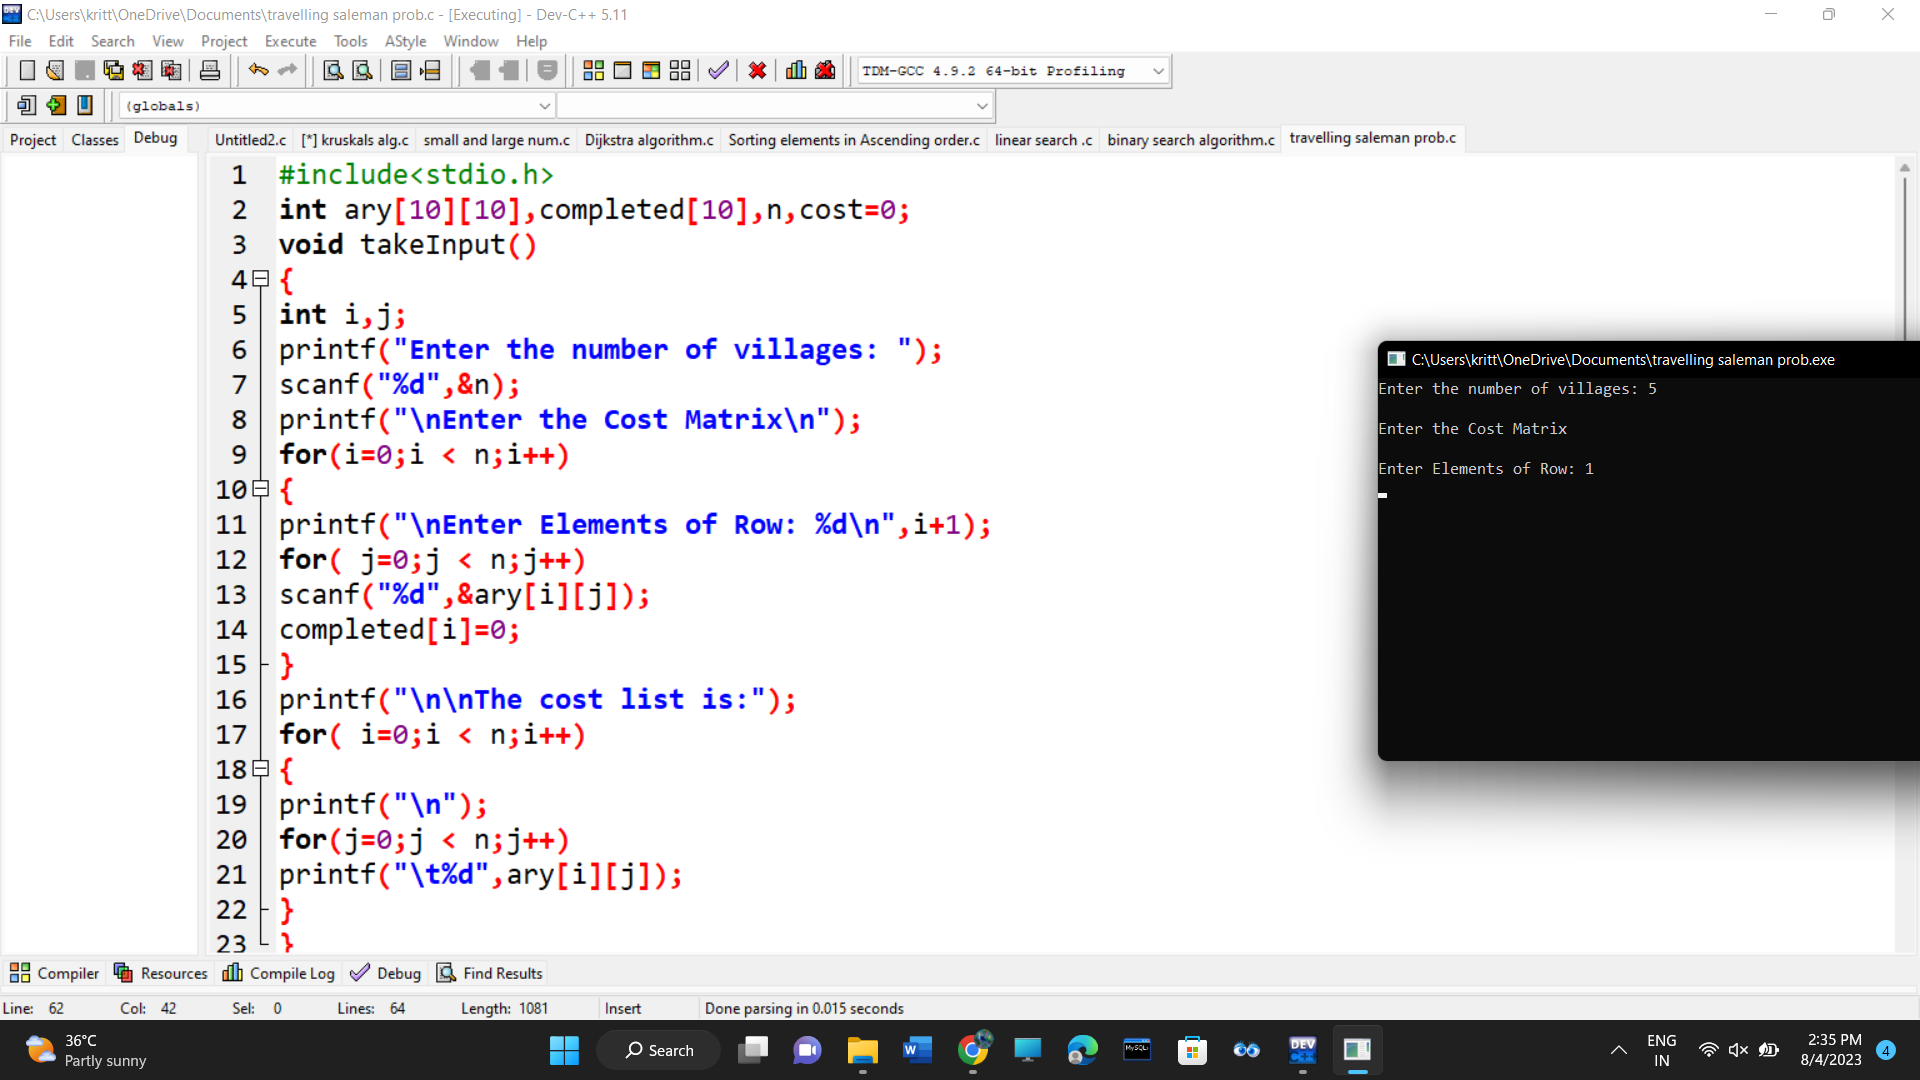 C:\Users\kritt\OneDrive\Documents\travelling saleman prob.c - [Executing] - Dev-C++ 5.11
File Edit Search View Project Execute Tools AStyle Window Help
TDM-GCC 4.9.2 64-bit Profiling
(globals)
Project Classes Debug
Untitled2.c [*] kruskals alg.c small and large num.c Dijkstra algorithm.c Sorting elements in Ascending order.c linear search .c binary search algorithm.c travelling saleman prob.c
1 #include<stdio.h>
2 int ary[10][10],completed[10],n,cost=0;
3 void takeInput()
4 {
5 int i,j;
6 printf("Enter the number of villages: ");
7 scanf("%d",&n);
8 printf("\nEnter the Cost Matrix\n");
9 for(i=0;i < n;i++)
10 {
11 printf("\nEnter Elements of Row: %d\n",i+1);
12 for( j=0;j < n;j++)
13 scanf("%d",&ary[i][j]);
14 completed[i]=0;
15 }
16 printf("\n\nThe cost list is:");
17 for( i=0;i < n;i++)
18 {
19 printf("\n");
20 for(j=0;j < n;j++)
21 printf("\t%d",ary[i][j]);
22 }
23 }
C:\Users\kritt\OneDrive\Documents\travelling saleman prob.exe
Enter the number of villages: 5
Enter the Cost Matrix
Enter Elements of Row: 1
Compiler Resources Compile Log Debug Find Results
Line: 62 Col: 42 Sel: 0 Lines: 64 Length: 1081 Insert Done parsing in 0.015 seconds
36°C
Partly sunny
Search
ENG
IN
2:35 PM
8/4/2023
4